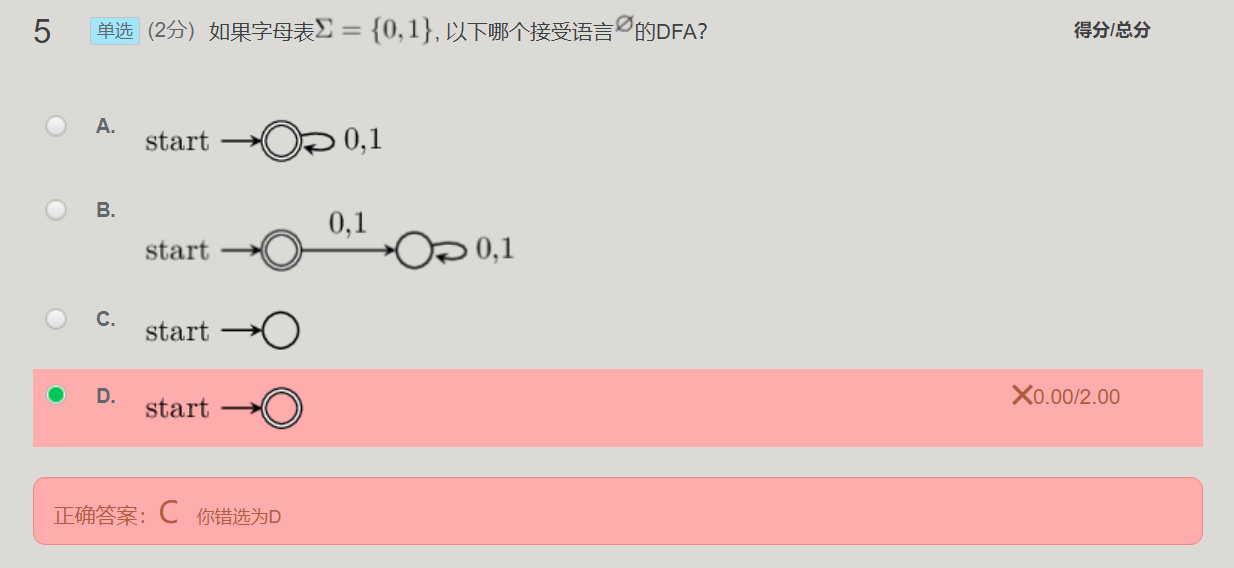 5 单选 (2分) 如果字母表Σ = {0,1}, 以下哪个接受语言∅的DFA? 得分/总分
A. start 0,1
B. start 0,1 0,1
C. start
D. start ✕0.00/2.00
正确答案: C 你错选为D